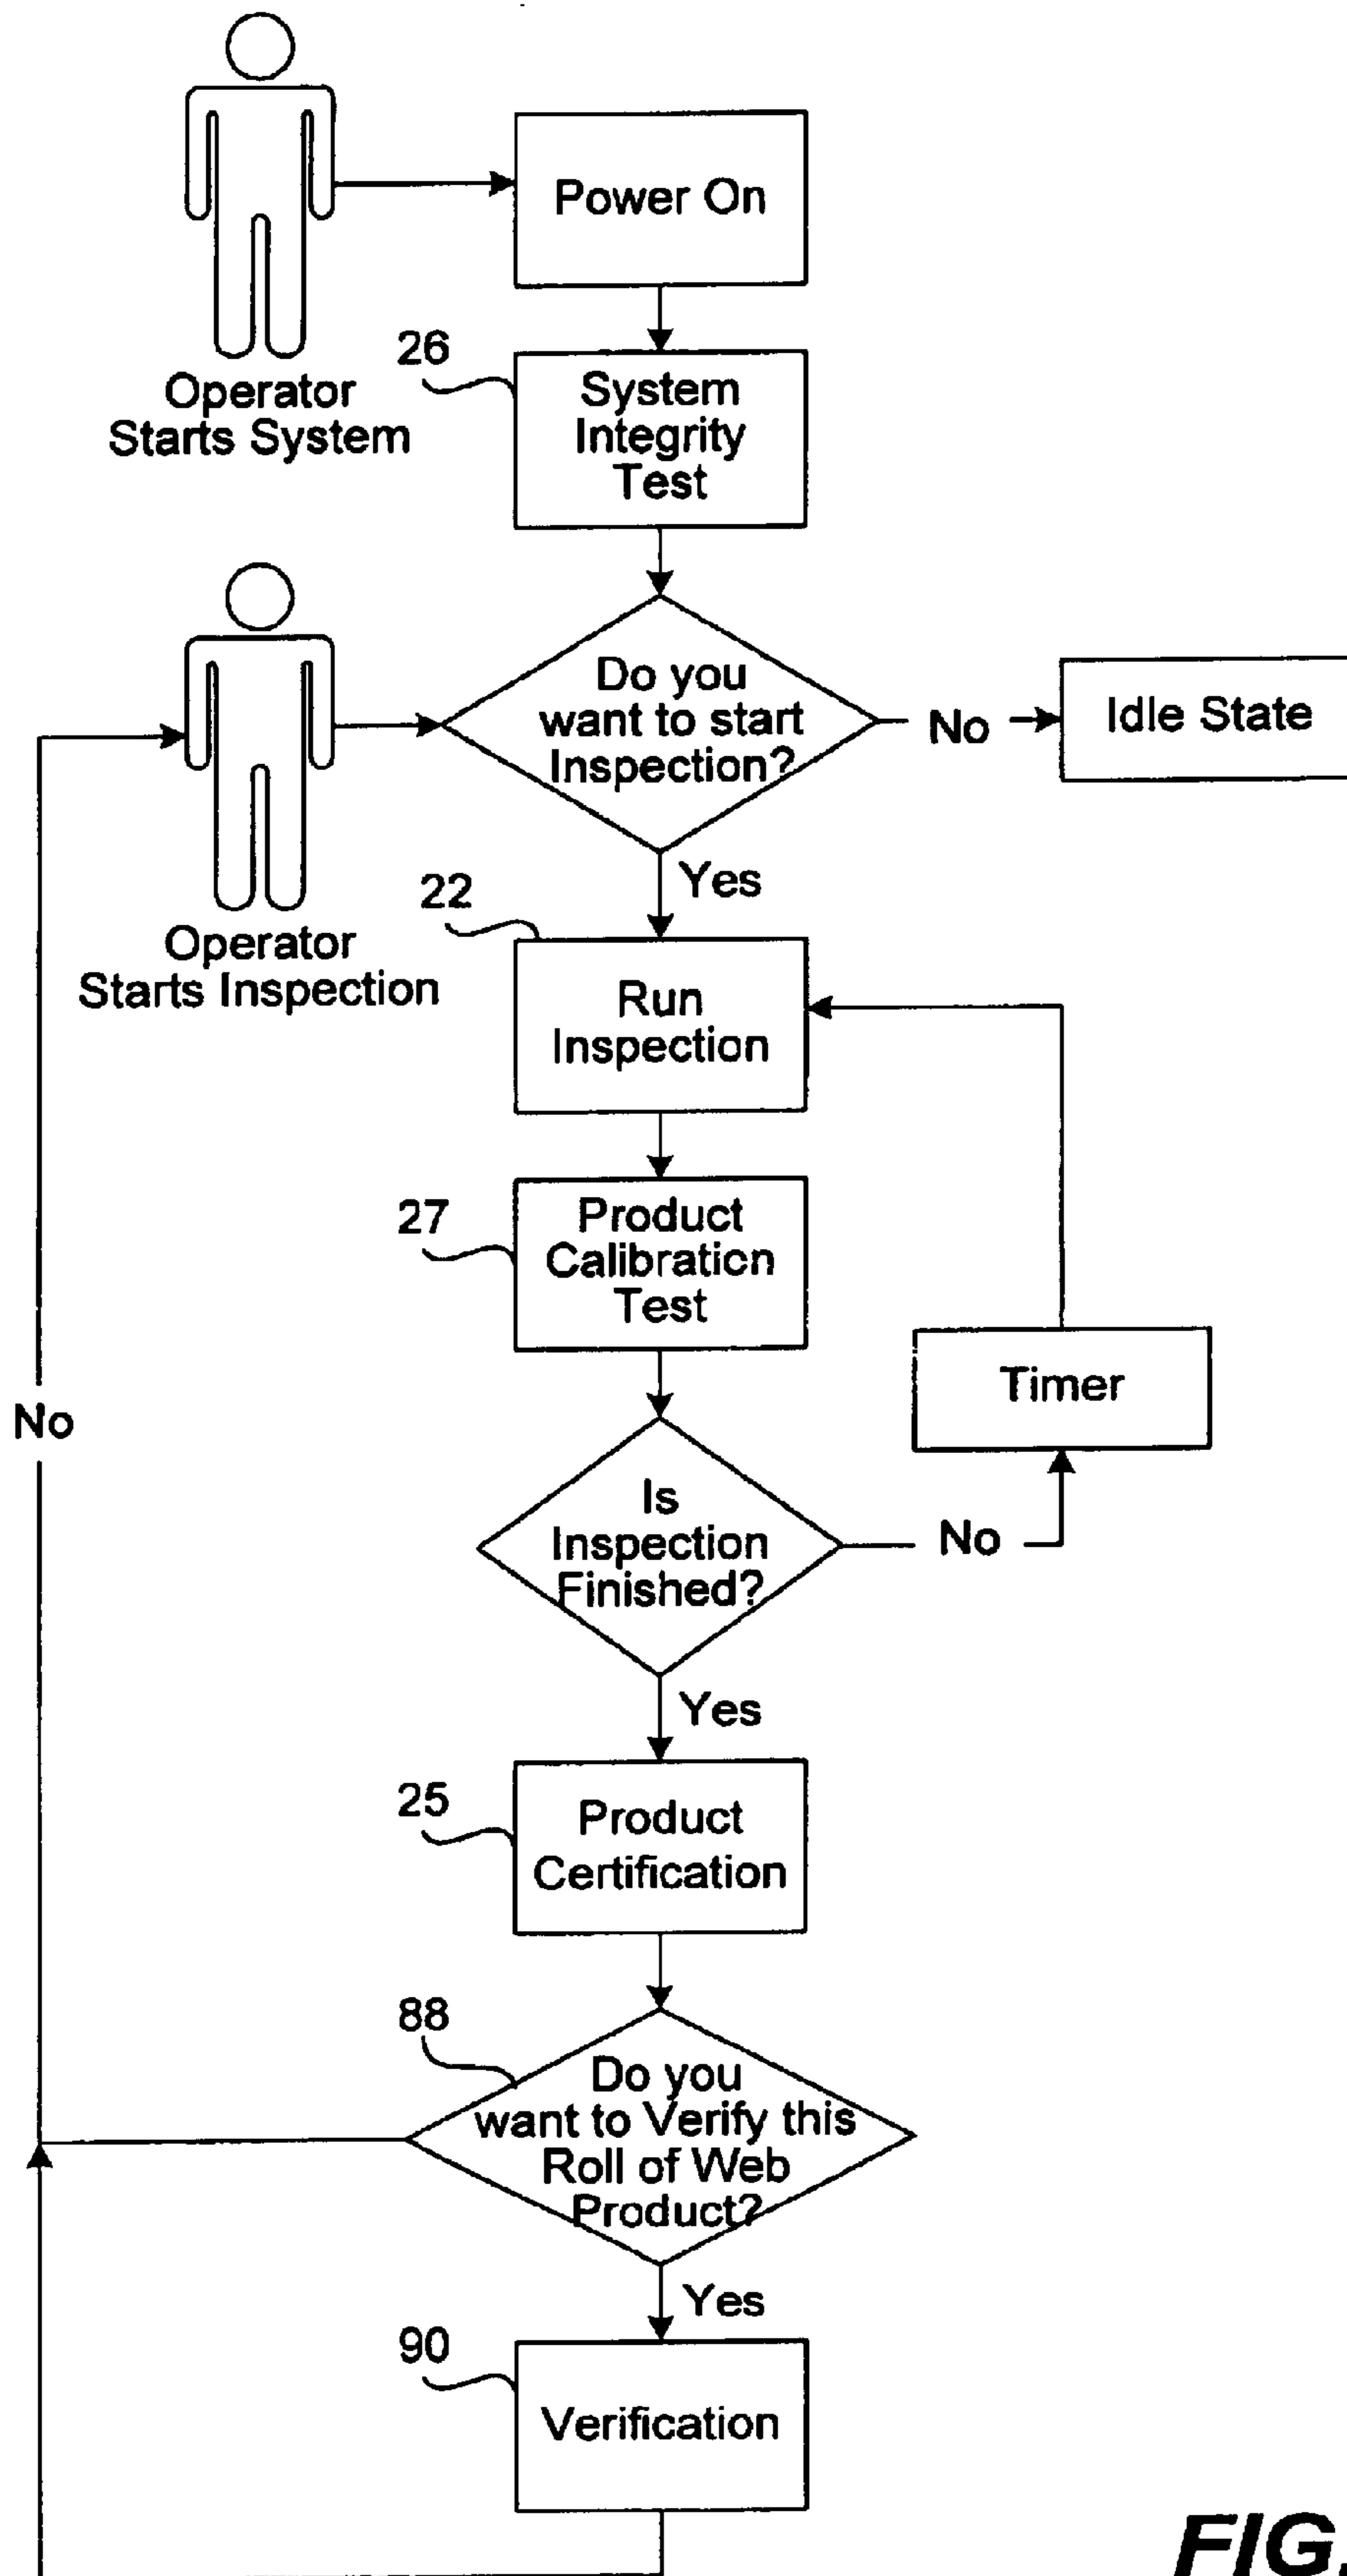 Power On
26
System
Integrity
Test
Operator
Starts System
Do you
want to start
Inspection?
No
Idle State
Yes
22
Operator
Starts Inspection
Run
Inspection
27
Product
Calibration
Test
Timer
No
Is
Inspection
Finished?
No
Yes
25
Product
Certification
88
Do you
want to Verify this
Roll of Web
Product?
Yes
90
Verification
FIG.